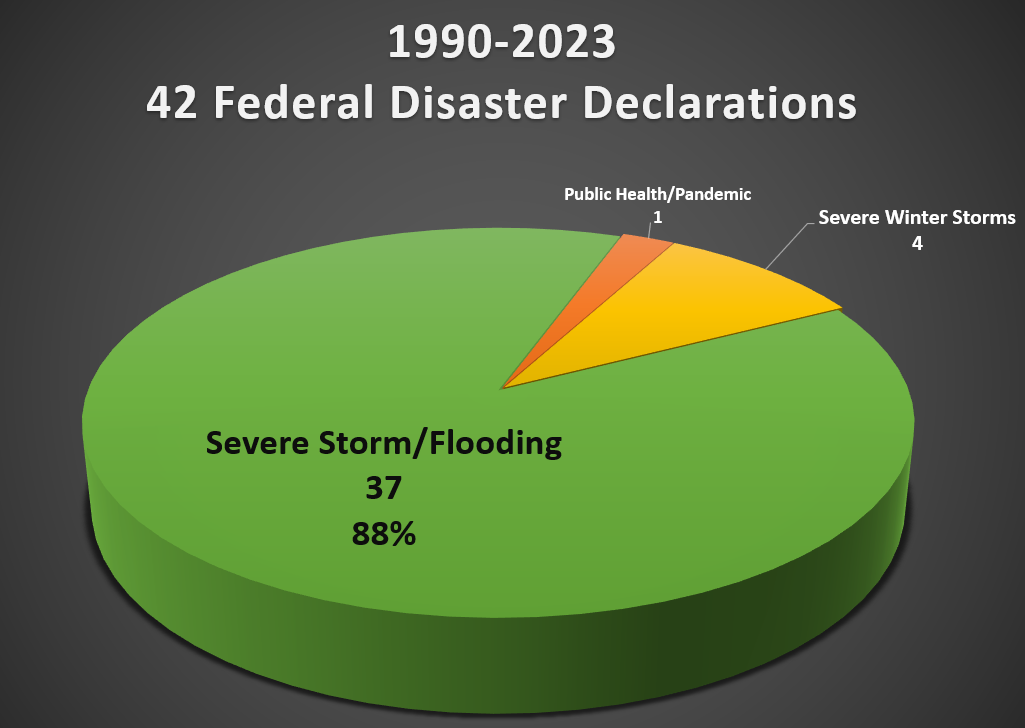 1990-2023
42 Federal Disaster Declarations
Public Health/Pandemic
1
Severe Winter Storms
4
Severe Storm/Flooding
37
88%